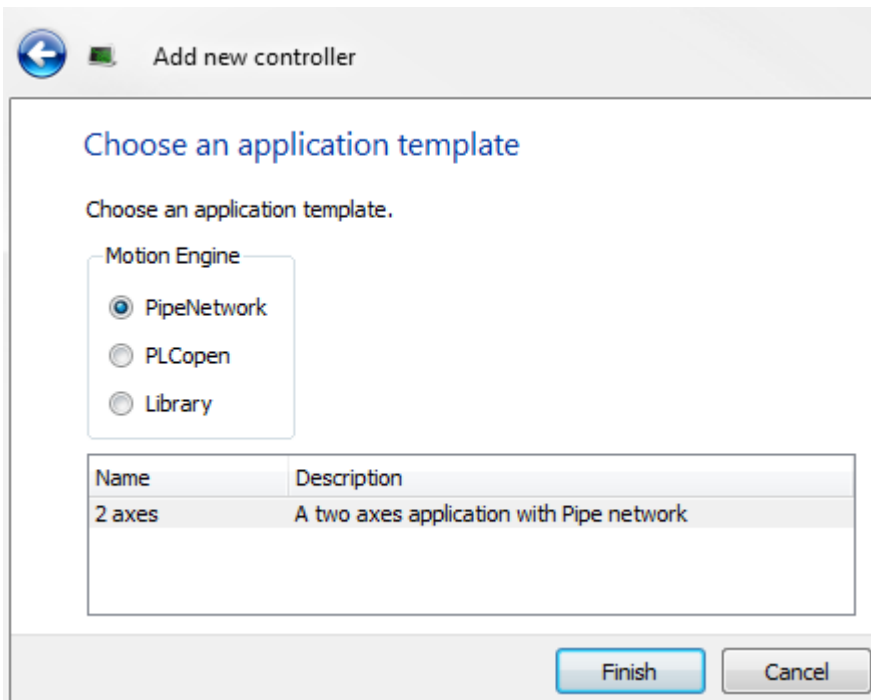 Add new controller
Choose an application template
Choose an application template.
Motion Engine
PipeNetwork
PLCopen
Library
Name Description
2 axes A two axes application with Pipe network
Finish Cancel